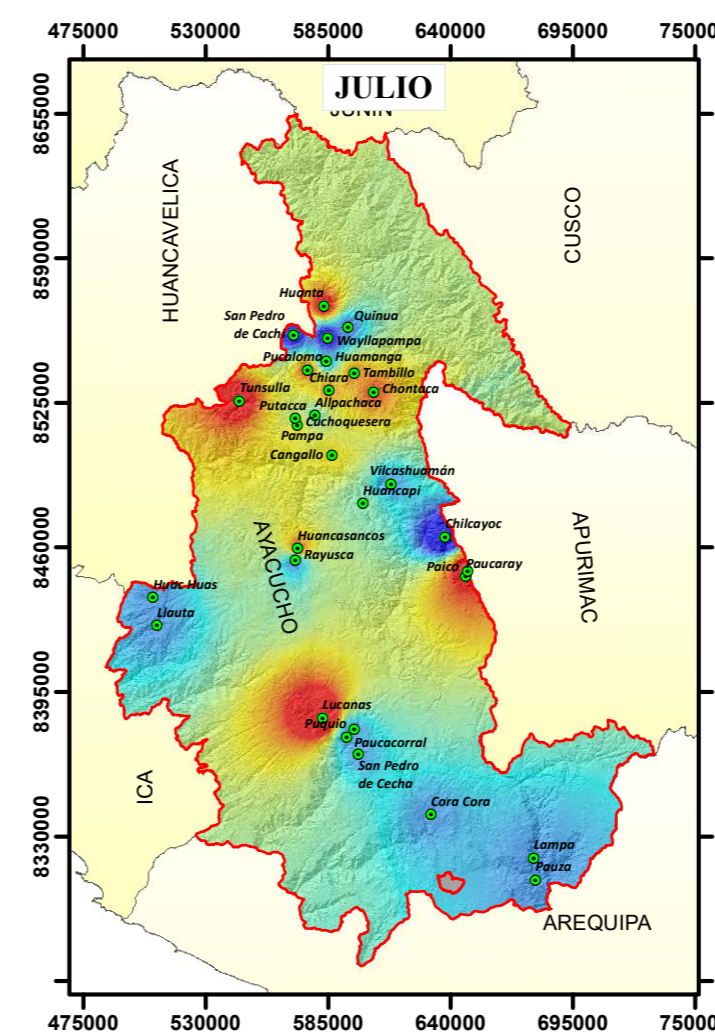 475000 530000 585000 640000 695000 75000
JULIO
JUNIN
8655000
HUANCAVELICA
CUSCO
8590000
Huanta
San Pedro
de Cachi
Quinua
Wayllapampa
Pucaloma
Huamanga
Chiara
Tambillo
Tunsulla
Chontaca
8525000
Putacca
Allpachaca
Cuchoquesera
Pampa
Cangallo
Vilcashuamán
Huancapi
Chilcayoc
8460000
AYACUCHO
Huancasancos
Rayusca
APURIMAC
Paico
Paucaray
Huac Huas
Llauta
8395000
Lucanas
Puquio
Paucacorral
San Pedro
de Cecha
ICA
Cora Cora
8330000
Lampa
Pauza
AREQUIPA
475000 530000 585000 640000 695000 75000